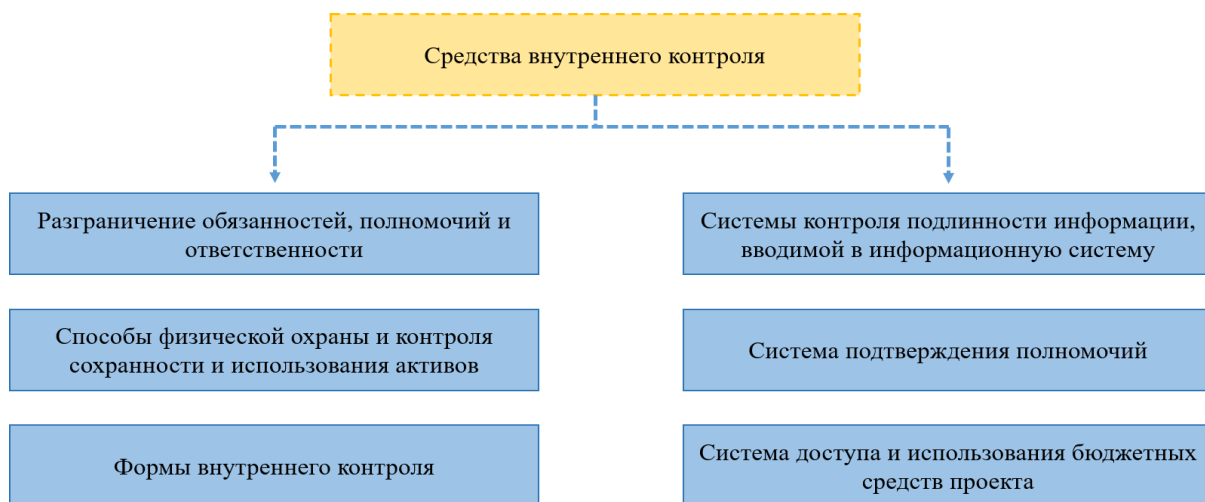 Средства внутреннего контроля
Разграничение обязанностей, полномочий и
ответственности
Способы физической охраны и контроля
сохранности и использования активов
Формы внутреннего контроля
Системы контроля подлинности информации,
вводимой в информационную систему
Система подтверждения полномочий
Система доступа и использования бюджетных
средств проекта